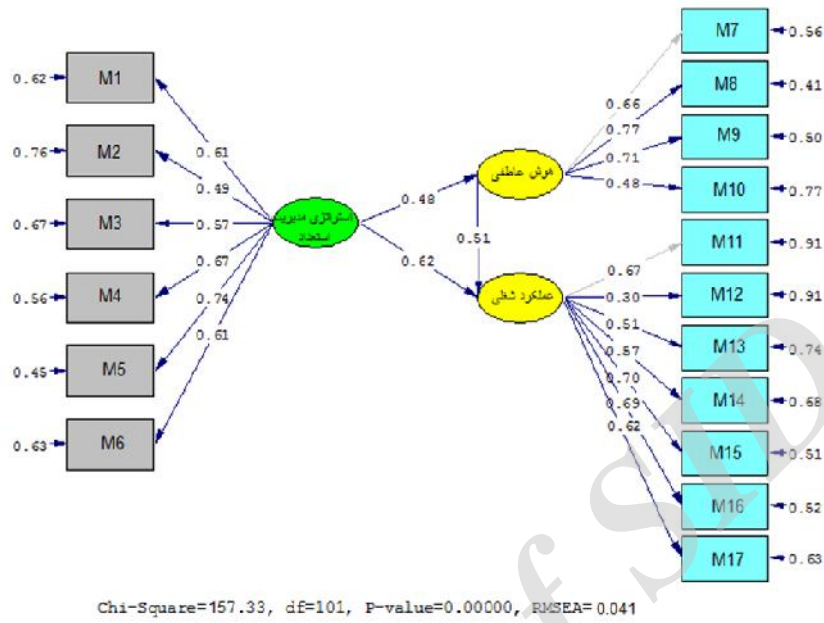 0.62
M1
0.76
M2
0.67
M3
0.56
M4
0.45
M5
0.63
M6
0.61
0.49
0.57
0.67
0.74
0.61
استراتژی مدیریت
استعداد
0.48
0.62
هوش عاطفی
0.51
عملکرد شغلی
0.66
0.77
0.71
0.48
0.67
0.30
0.51
0.57
0.70
0.69
0.62
M7
0.56
M8
0.41
M9
0.50
M10
0.77
M11
0.91
M12
0.91
M13
0.74
M14
0.68
M15
0.51
M16
0.52
M17
0.63
Chi-Square=157.33, df=101, P-value=0.00000, RMSEA=0.041
f SID